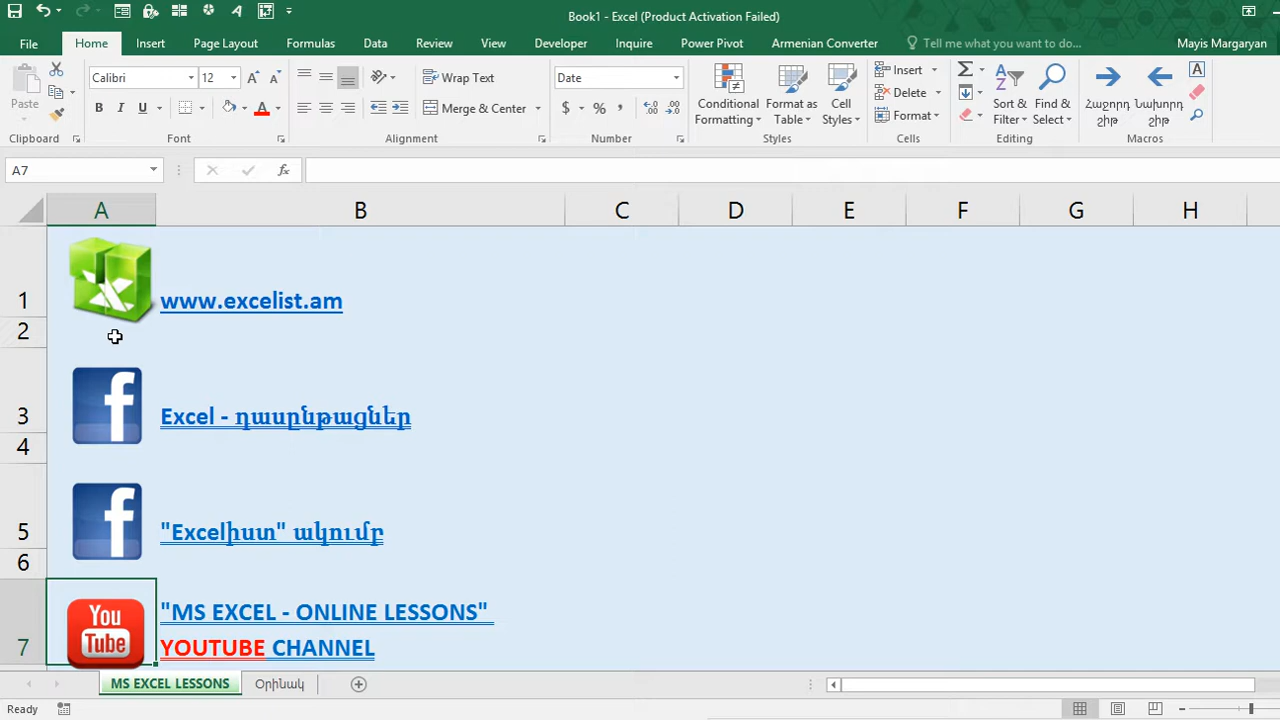 Book1 - Excel (Product Activation Failed)
File Home Insert Page Layout Formulas Data Review View Developer Inquire Power Pivot Armenian Converter Tell me what you want to do... Mayis Margaryan
Paste
Calibri 12
B I U A
Wrap Text
Merge & Center
Date
$ % ,
Conditional Formatting
Format as Table
Cell Styles
Insert
Delete
Format
Sort & Filter
Find & Select
Հաջորդ շիթ
Նախորդ շիթ
Clipboard Font Alignment Number Styles Cells Editing Macros
A7 fx
A B C D E F G H
1 www.excelist.am
2
3 Excel - դասընթացներ
4
5 "Excelիստ" ակումբ
6
"MS EXCEL - ONLINE LESSONS"
7 You Tube YOUTUBE CHANNEL
MS EXCEL LESSONS Օրինակ
Ready